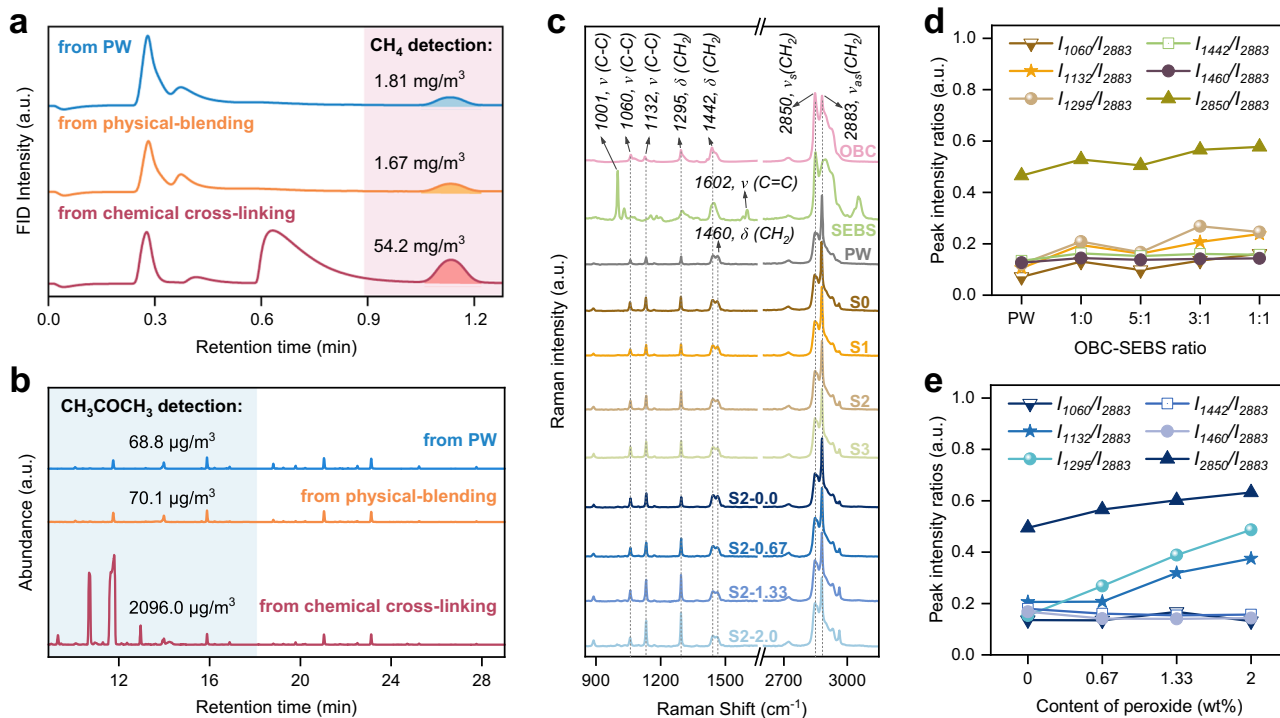 a
from PW
CH₄ detection:
1.81 mg/m³
from physical-blending
1.67 mg/m³
from chemical cross-linking
54.2 mg/m³
FID Intensity (a.u.)
0.0 0.3 0.6 0.9 1.2
Retention time (min)
b
CH₃COCH₃ detection:
68.8 µg/m³
from PW
70.1 µg/m³
from physical-blending
2096.0 µg/m³
from chemical cross-linking
Abundance (a.u.)
12 16 20 24 28
Retention time (min)
c
1001, ν (C-C)
1060, ν (C-C)
1132, ν (C-C)
1295, δ (CH₂)
1442, δ (CH₂)
2850, νs(CH₂)
2883, νas(CH₂)
OBC
1602, ν (C=C)
SEBS
1460, δ (CH₂)
PW
S0
S1
S2
S3
S2-0.0
S2-0.67
S2-1.33
S2-2.0
Raman intensity (a.u.)
900 1200 1500 2700 3000
Raman Shift (cm⁻¹)
d
I₁₀₆₀/I₂₈₈₃ I₁₄₄₂/I₂₈₈₃
I₁₁₃₂/I₂₈₈₃ I₁₄₆₀/I₂₈₈₃
I₁₂₉₅/I₂₈₈₃ I₂₈₅₀/I₂₈₈₃
1.0
0.8
0.6
0.4
0.2
0.0
Peak intensity ratios (a.u.)
PW 1:0 5:1 3:1 1:1
OBC-SEBS ratio
e
I₁₀₆₀/I₂₈₈₃ I₁₄₄₂/I₂₈₈₃
I₁₁₃₂/I₂₈₈₃ I₁₄₆₀/I₂₈₈₃
I₁₂₉₅/I₂₈₈₃ I₂₈₅₀/I₂₈₈₃
1.0
0.8
0.6
0.4
0.2
0.0
Peak intensity ratios (a.u.)
0 0.67 1.33 2
Content of peroxide (wt%)